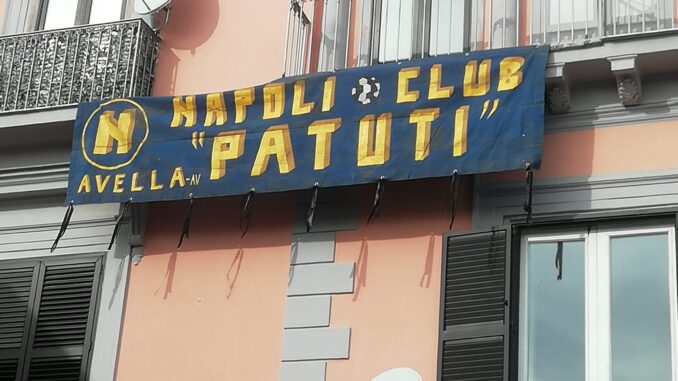 N
NAPOLI CLUB
"PATUTI"
AVELLA-AV